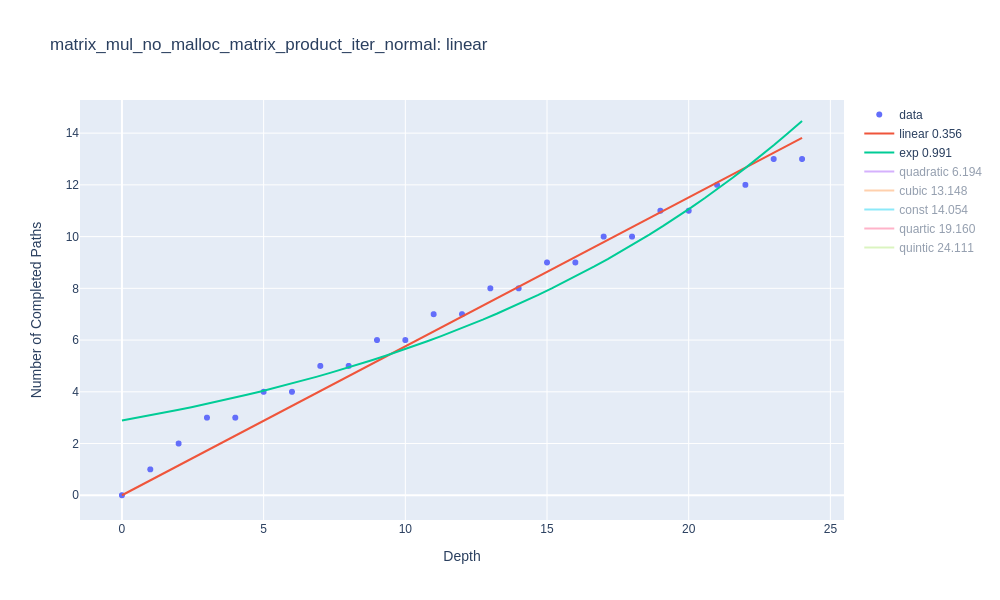 matrix_mul_no_malloc_matrix_product_iter_normal: linear
data
linear 0.356
exp 0.991
quadratic 6.194
cubic 13.148
const 14.054
quartic 19.160
quintic 24.111
Number of Completed Paths
14
12
10
8
6
4
2
0
0 5 10 15 20 25
Depth